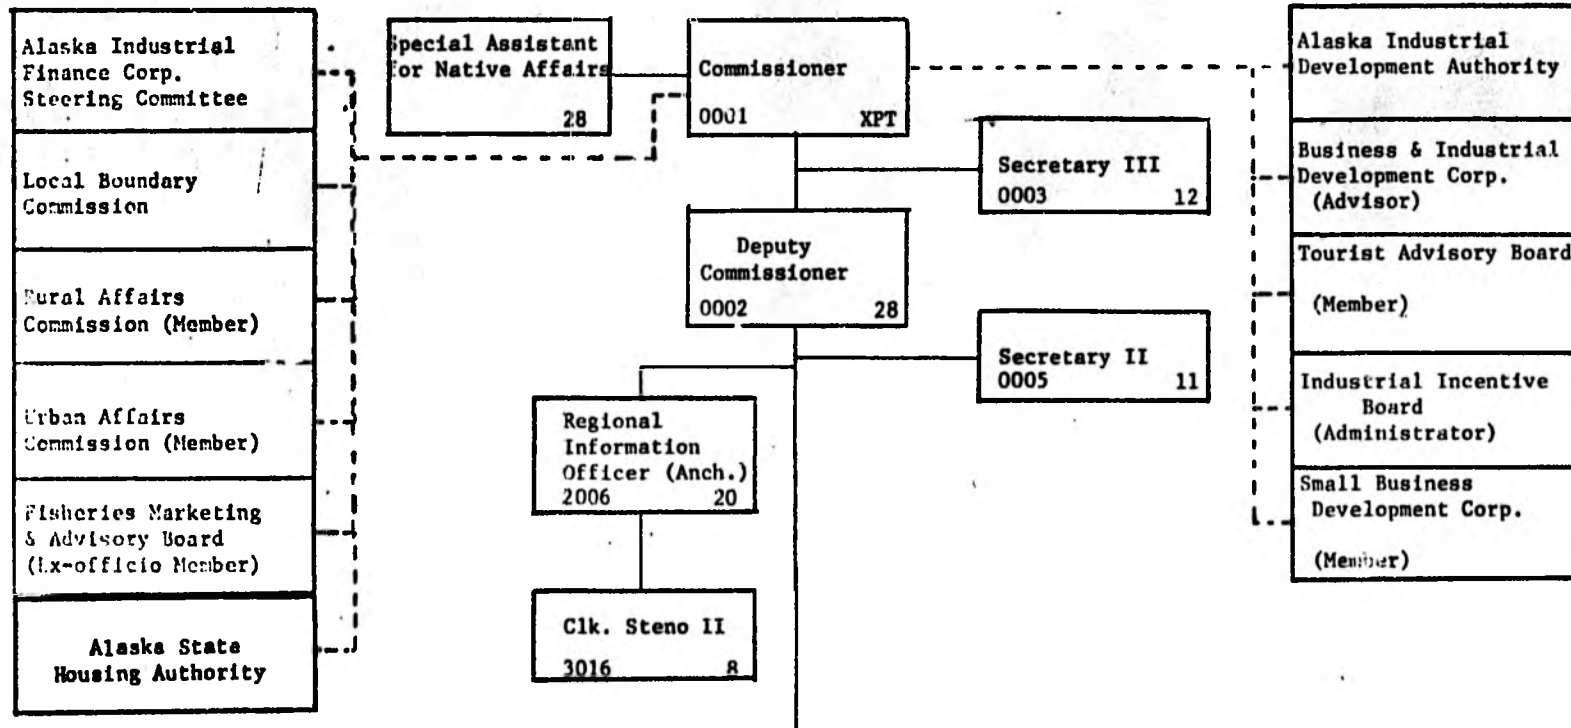 Alaska Industrial
Finance Corp.
Steering Committee
Local Boundary
Commission
Rural Affairs
Commission (Member)
Urban Affairs
Commission (Member)
Fisheries Marketing
& Advisory Board
(Ex-officio Member)
Alaska State
Housing Authority
Special Assistant
for Native Affairs
28
Commissioner
0001 XPT
Secretary III
0003 12
Deputy
Commissioner
0002 28
Secretary II
0005 11
Regional
Information
Officer (Anch.)
2006 20
Clk. Steno II
3016 8
Alaska Industrial
Development Authority
Business & Industrial
Development Corp.
(Advisor)
Tourist Advisory Board
(Member)
Industrial Incentive
Board
(Administrator)
Small Business
Development Corp.
(Member)